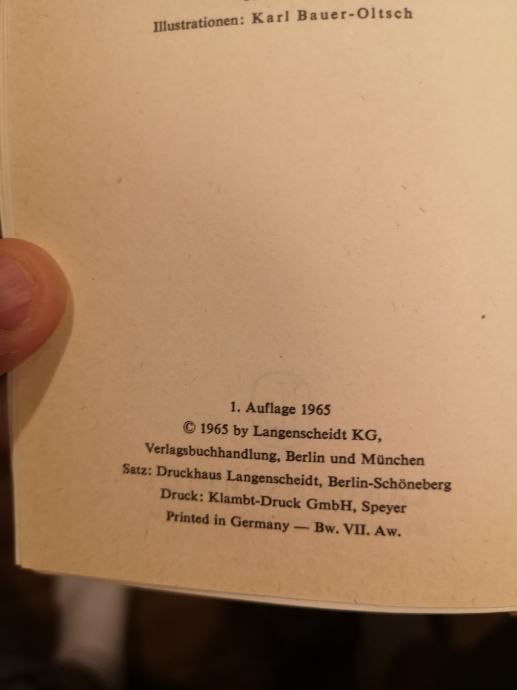 Illustrationen: Karl Bauer-Oltsch
1. Auflage 1965
© 1965 by Langenscheidt KG,
Verlagsbuchhandlung, Berlin und München
Satz: Druckhaus Langenscheidt, Berlin-Schöneberg
Druck: Klambt-Druck GmbH, Speyer
Printed in Germany — Bw. VII. Aw.